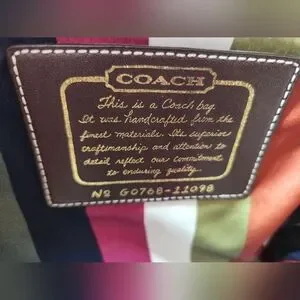 COACH
This is a Coach bag.
It was handcrafted from the
finest materials. Its superior
craftsmanship and attention to
detail reflect our commitment
to enduring quality.
No G0768-11098